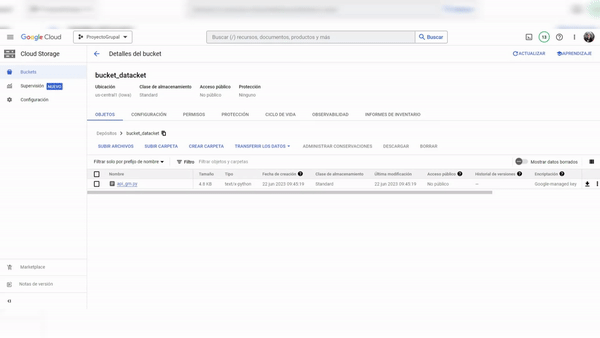 Google Cloud
ProyectoGrupal
Buscar (/) recursos, documentos, productos y más
Buscar
15
Cloud Storage
Detalles del bucket
ACTUALIZAR
APRENDIZAJE
Buckets
Supervisión
NUEVO
Configuración
bucket_datacket
Ubicación
Clase de almacenamiento
Acceso público
Protección
us-central1 (Iowa)
Standard
No público
Ninguno
OBJETOS
CONFIGURACIÓN
PERMISOS
PROTECCIÓN
CICLO DE VIDA
OBSERVABILIDAD
INFORMES DE INVENTARIO
Depósitos > bucket_datacket
SUBIR ARCHIVOS
SUBIR CARPETA
CREAR CARPETA
TRANSFERIR LOS DATOS
ADMINISTRAR CONSERVACIONES
DESCARGAR
BORRAR
Filtrar solo por prefijo de nombre
Filtro
Filtrar objetos y carpetas
Mostrar datos borrados
Nombre
Tamaño
Tipo
Fecha de creación
Clase de almacenamiento
Última modificación
Acceso público
Historial de versiones
Encriptación
4.8 KB
text/x-python
22 jun 2023 09:45:19
Standard
22 jun 2023 09:45:19
No público
—
Google-managed key
Marketplace
Notas de versión